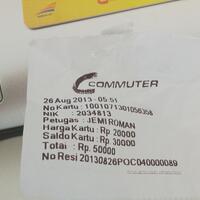 COMMUTER
26 Aug 2013 - 05:51
No Kartu : 1001071301056358
NIK : 2034813
Petugas : JEMI ROMAN
Harga Kartu : Rp 20000
Saldo Kartu : Rp 30000
Total : Rp. 50000
No Resi 20130826POC040000089